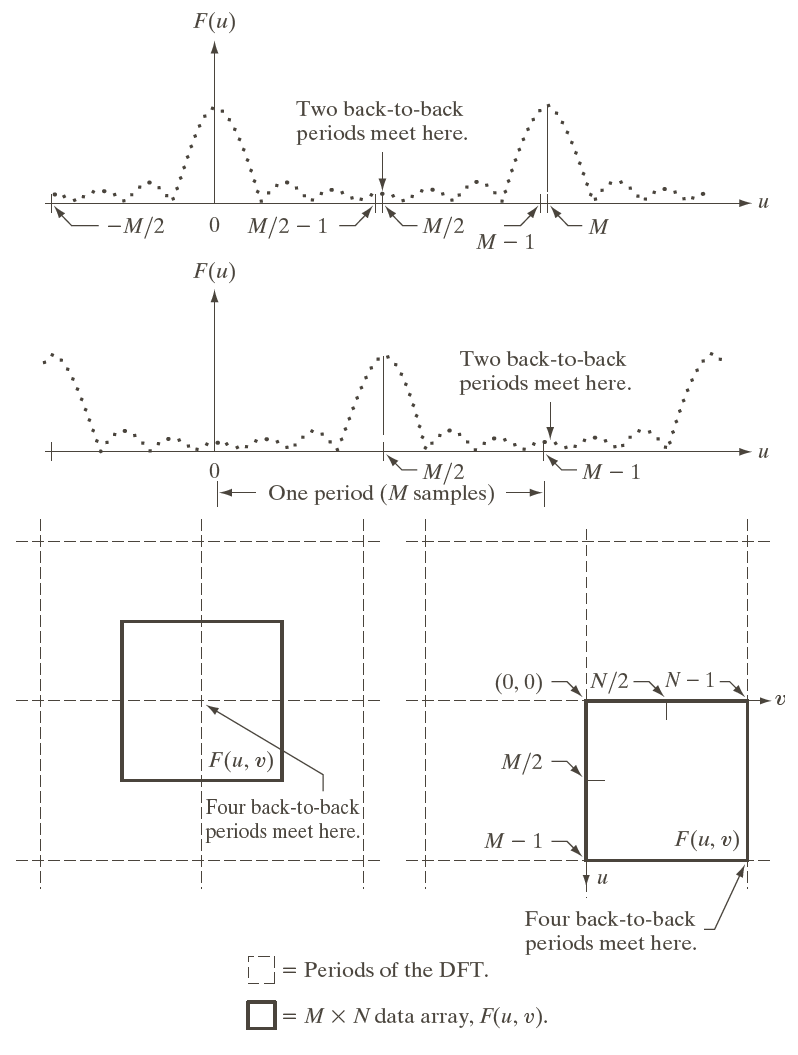 F(u)
Two back-to-back
periods meet here.
u
−M/2
0
M/2 − 1
M/2
M − 1
M
F(u)
Two back-to-back
periods meet here.
u
0
M/2
M − 1
One period (M samples)
(0, 0)
N/2
N − 1
v
F(u, v)
M/2
Four back-to-back
periods meet here.
M − 1
F(u, v)
u
Four back-to-back
periods meet here.
= Periods of the DFT.
= M × N data array, F(u, v).